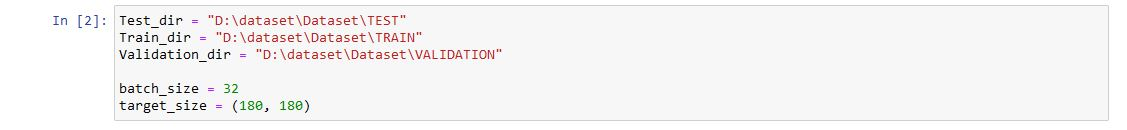 In [2]: Test_dir = "D:\dataset\Dataset\TEST"
Train_dir = "D:\dataset\Dataset\TRAIN"
Validation_dir = "D:\dataset\Dataset\VALIDATION"
batch_size = 32
target_size = (180, 180)